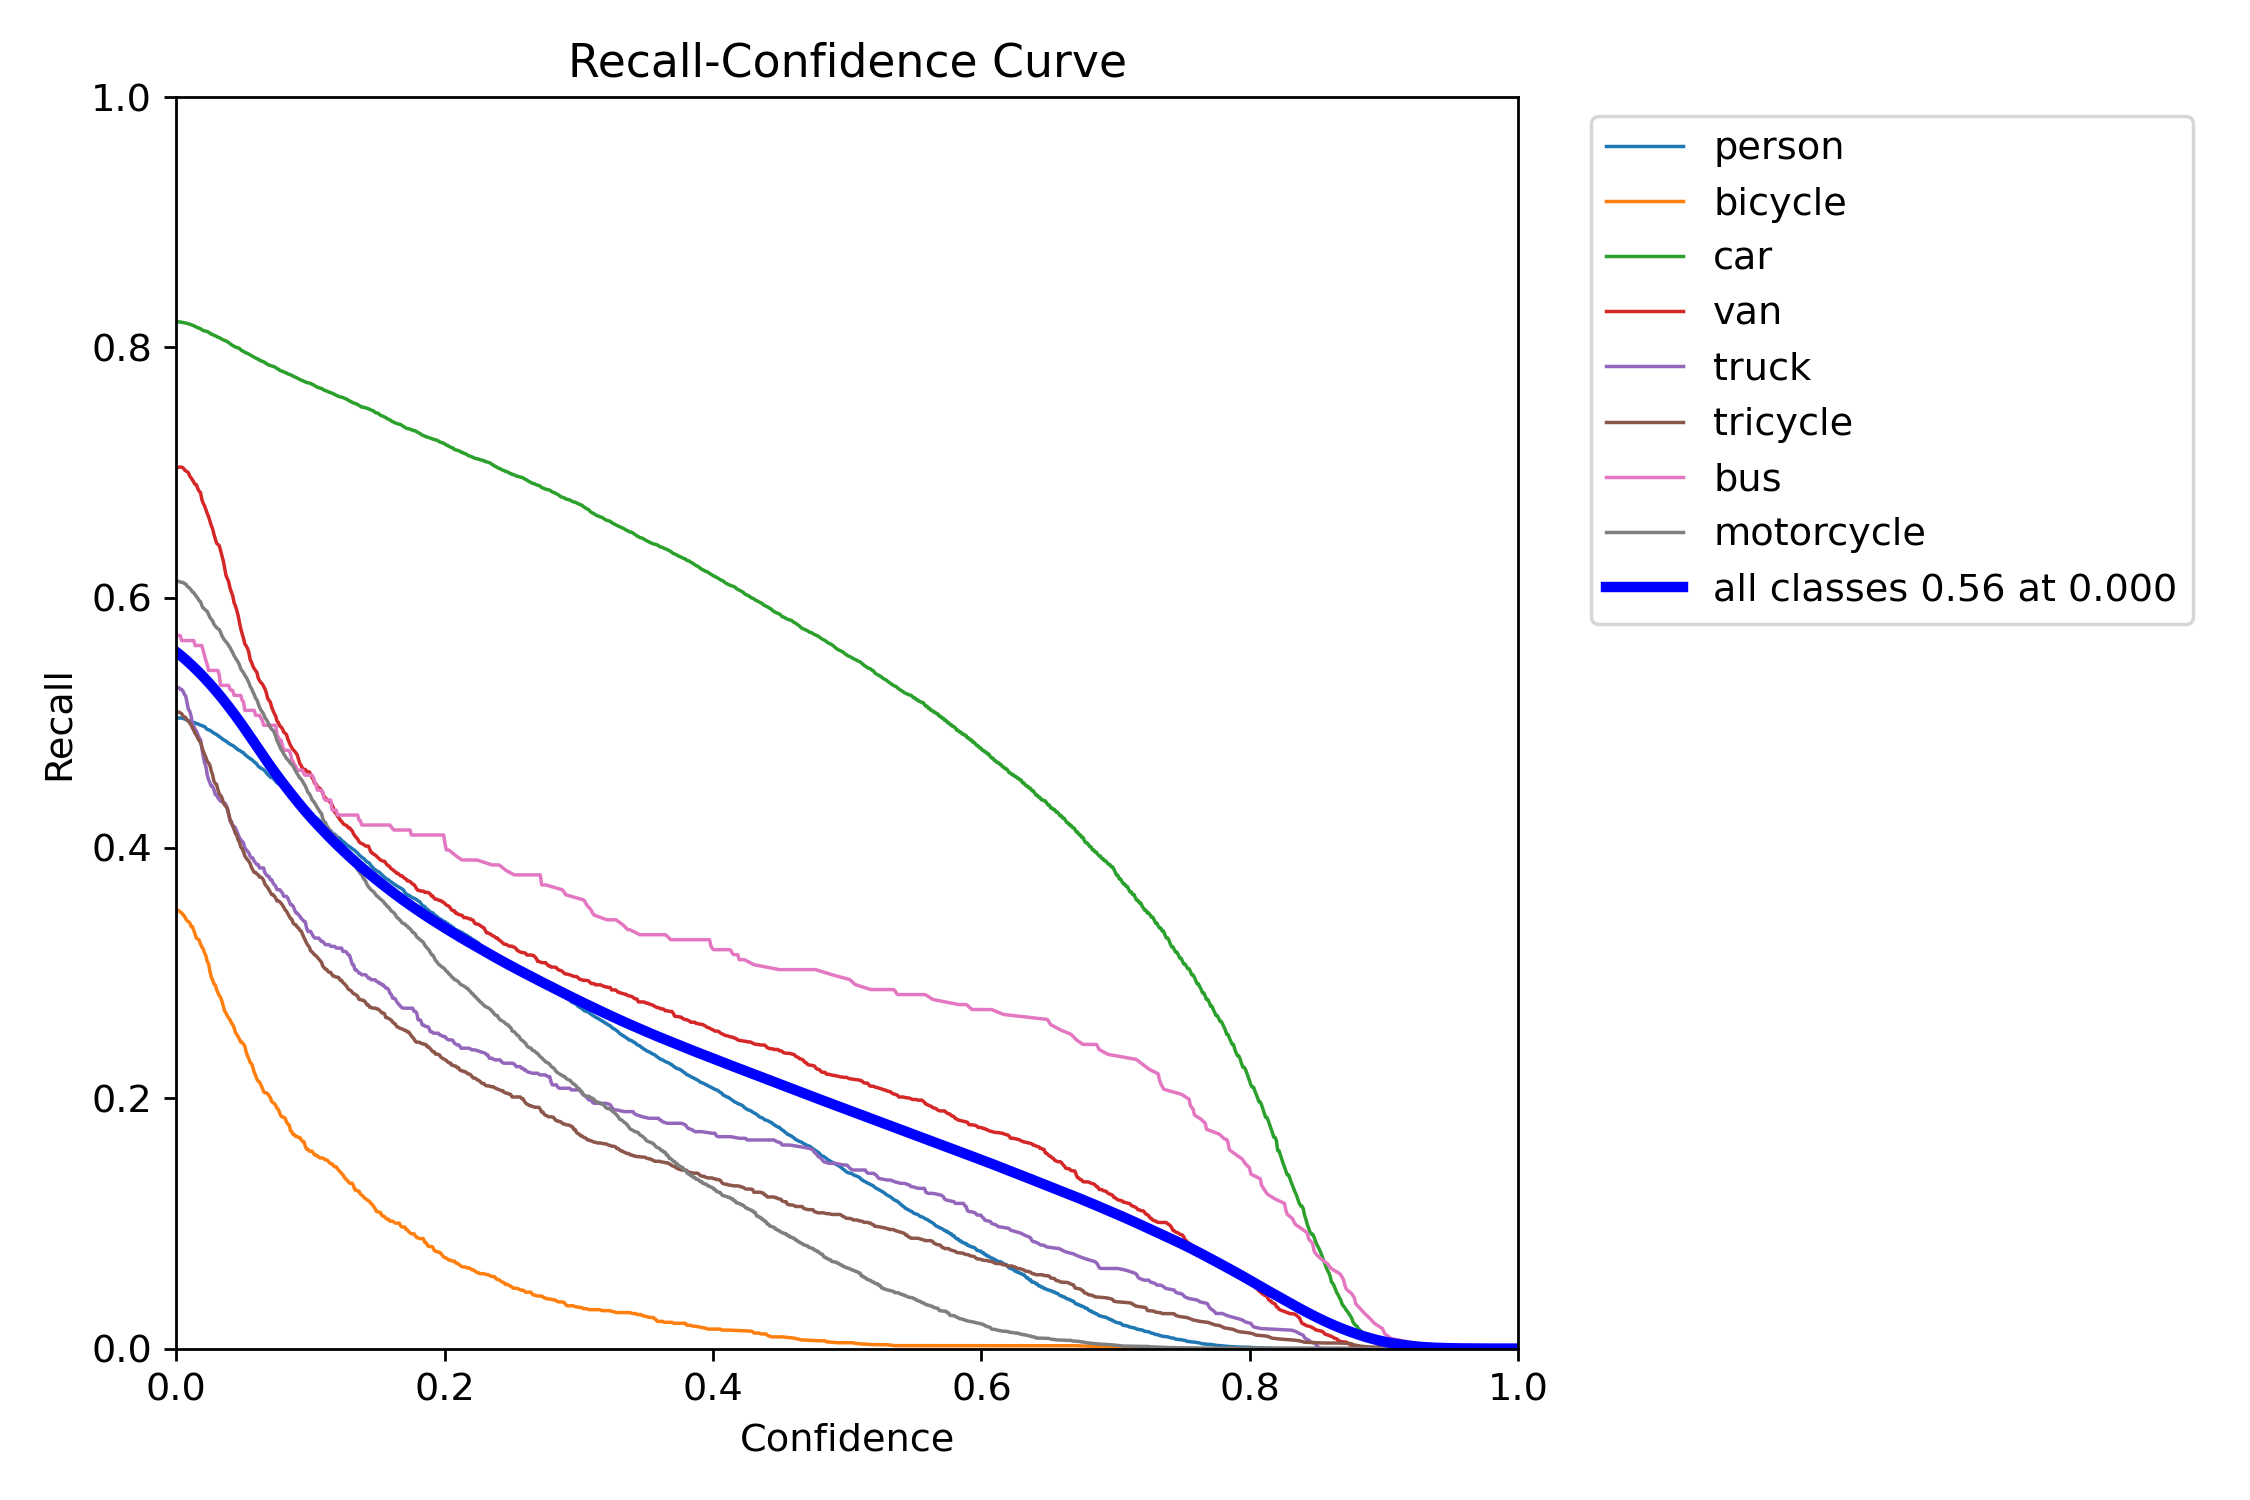 Recall-Confidence Curve
1.0
0.8
0.6
0.4
0.2
0.0
Recall
0.0 0.2 0.4 0.6 0.8 1.0
Confidence
person
bicycle
car
van
truck
tricycle
bus
motorcycle
all classes 0.56 at 0.000